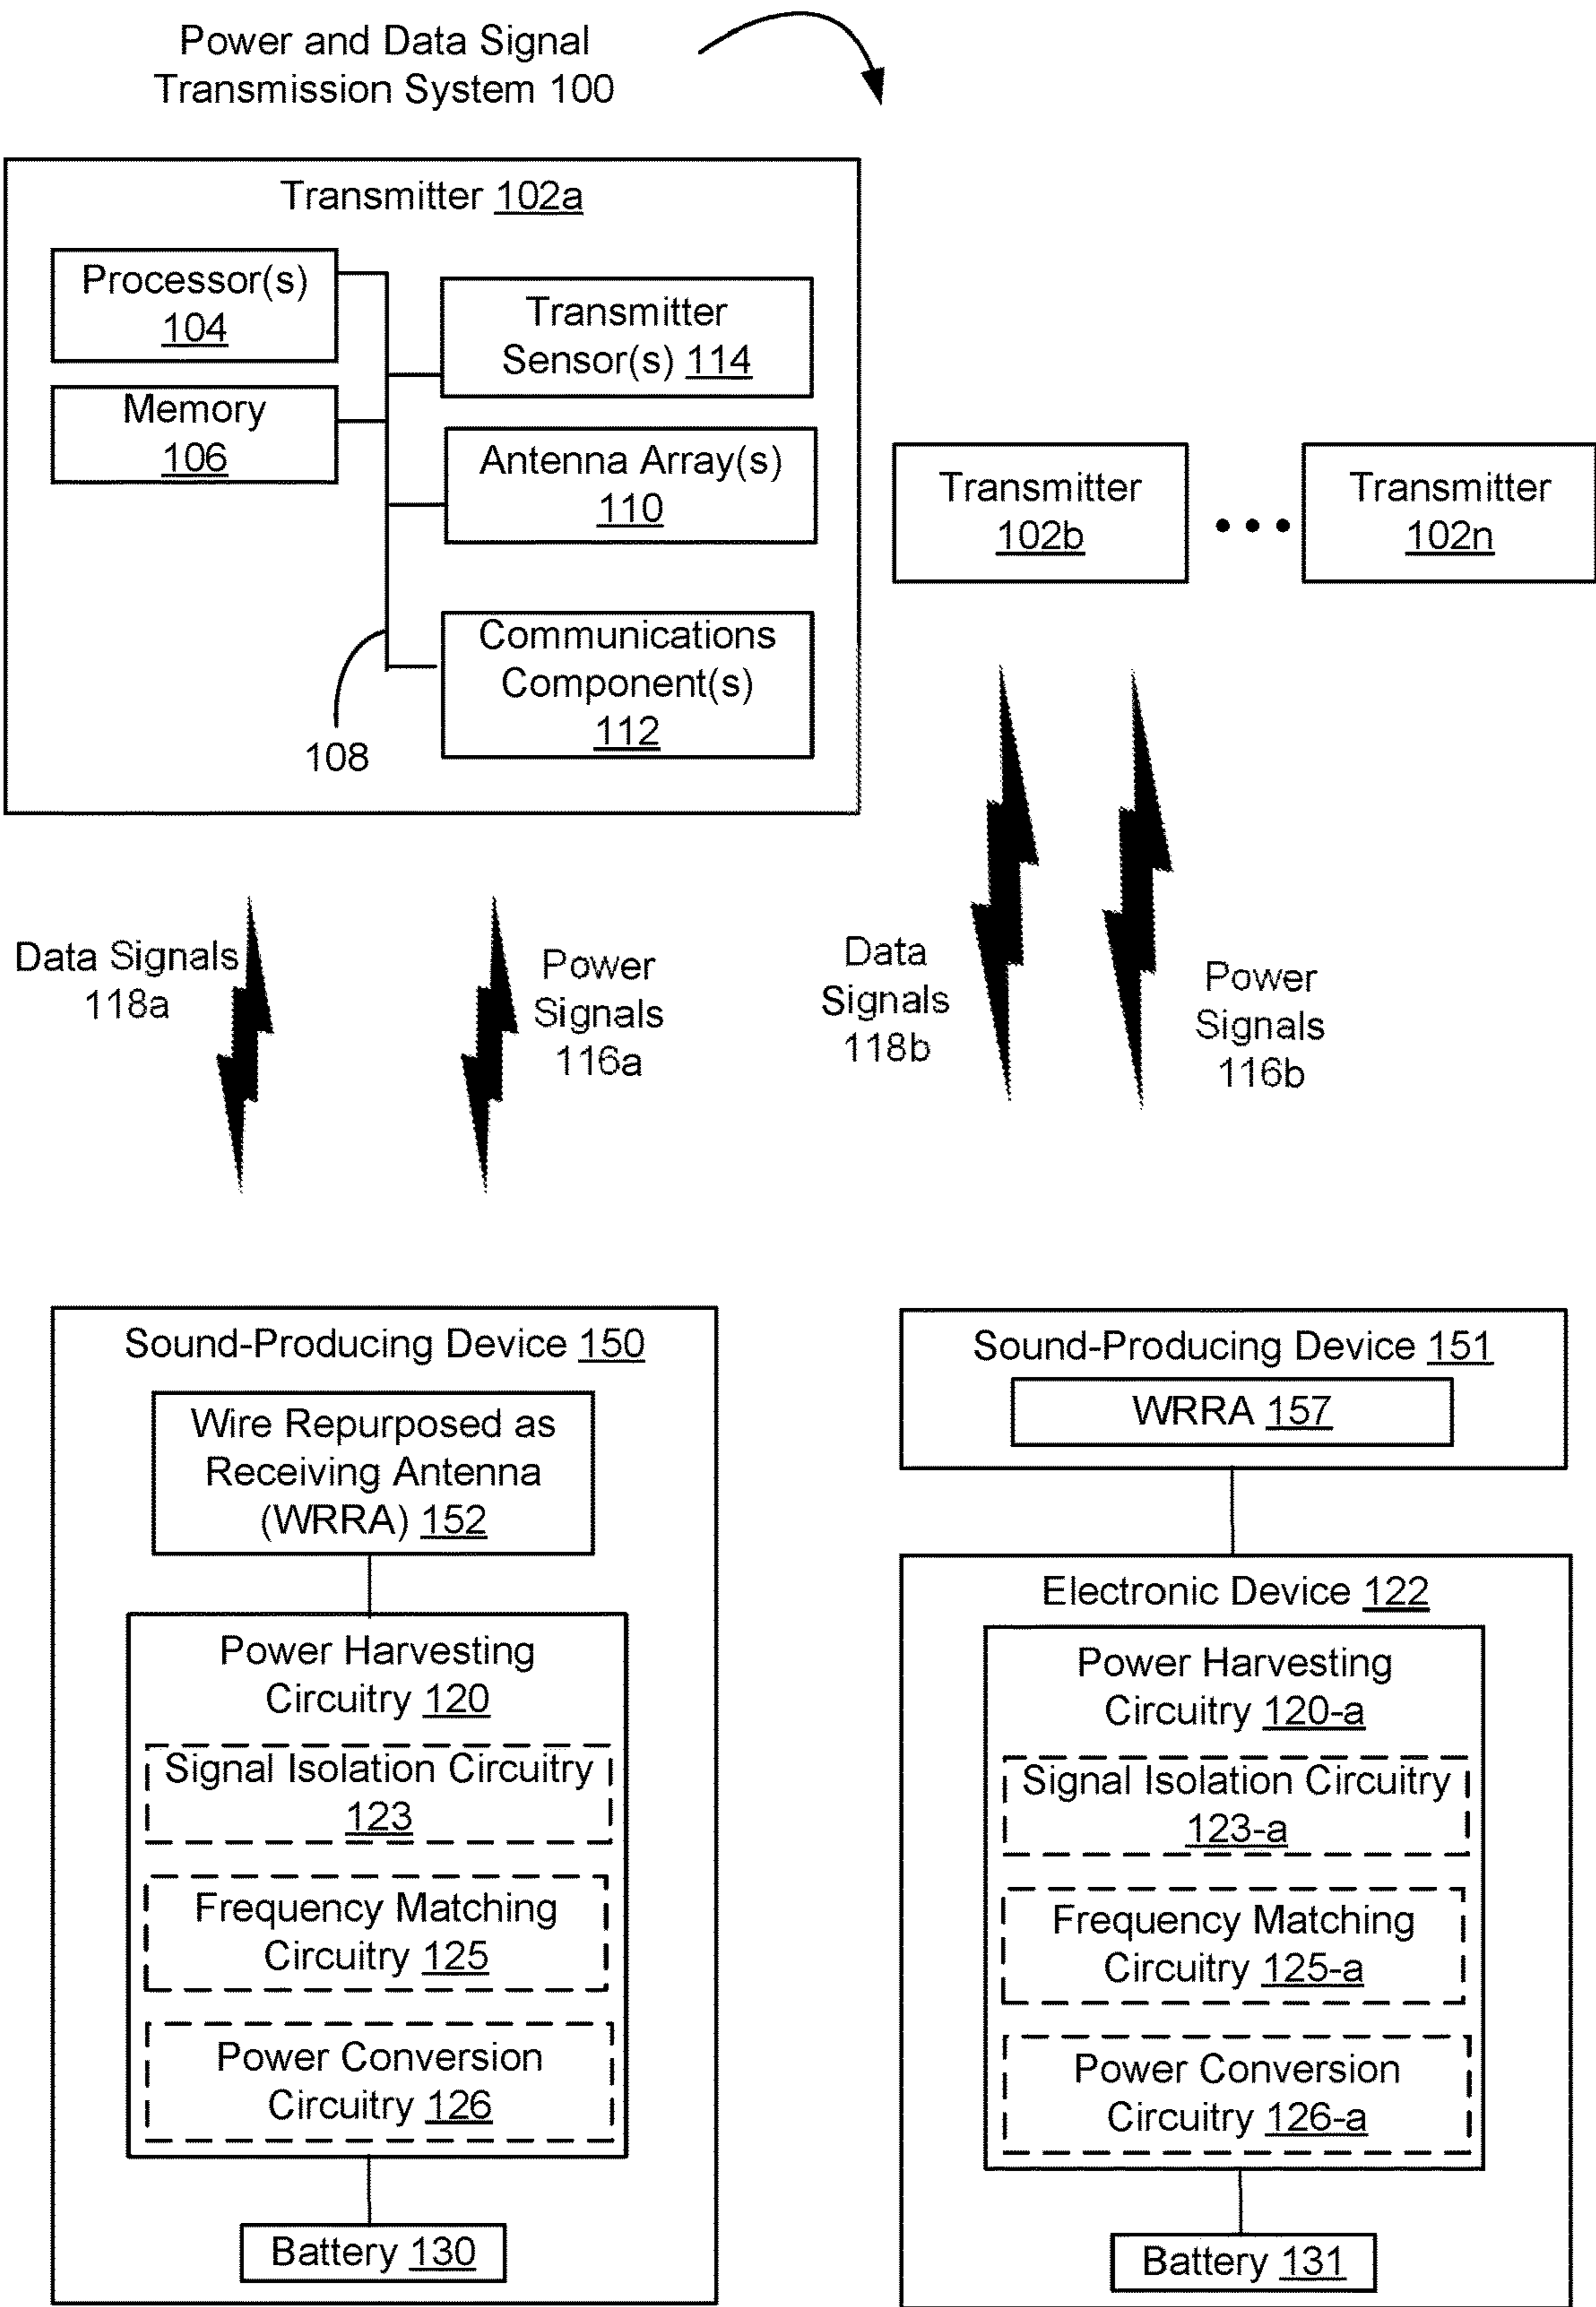 Power and Data Signal
Transmission System 100
Transmitter 102a
Processor(s)
104
Memory
106
Transmitter
Sensor(s) 114
Antenna Array(s)
110
Communications
Component(s)
112
108
Transmitter
102b
Transmitter
102n
Data Signals
118a
Power
Signals
116a
Data
Signals
118b
Power
Signals
116b
Sound-Producing Device 150
Wire Repurposed as
Receiving Antenna
(WRRA) 152
Power Harvesting
Circuitry 120
Signal Isolation Circuitry
123
Frequency Matching
Circuitry 125
Power Conversion
Circuitry 126
Battery 130
Sound-Producing Device 151
WRRA 157
Electronic Device 122
Power Harvesting
Circuitry 120-a
Signal Isolation Circuitry
123-a
Frequency Matching
Circuitry 125-a
Power Conversion
Circuitry 126-a
Battery 131